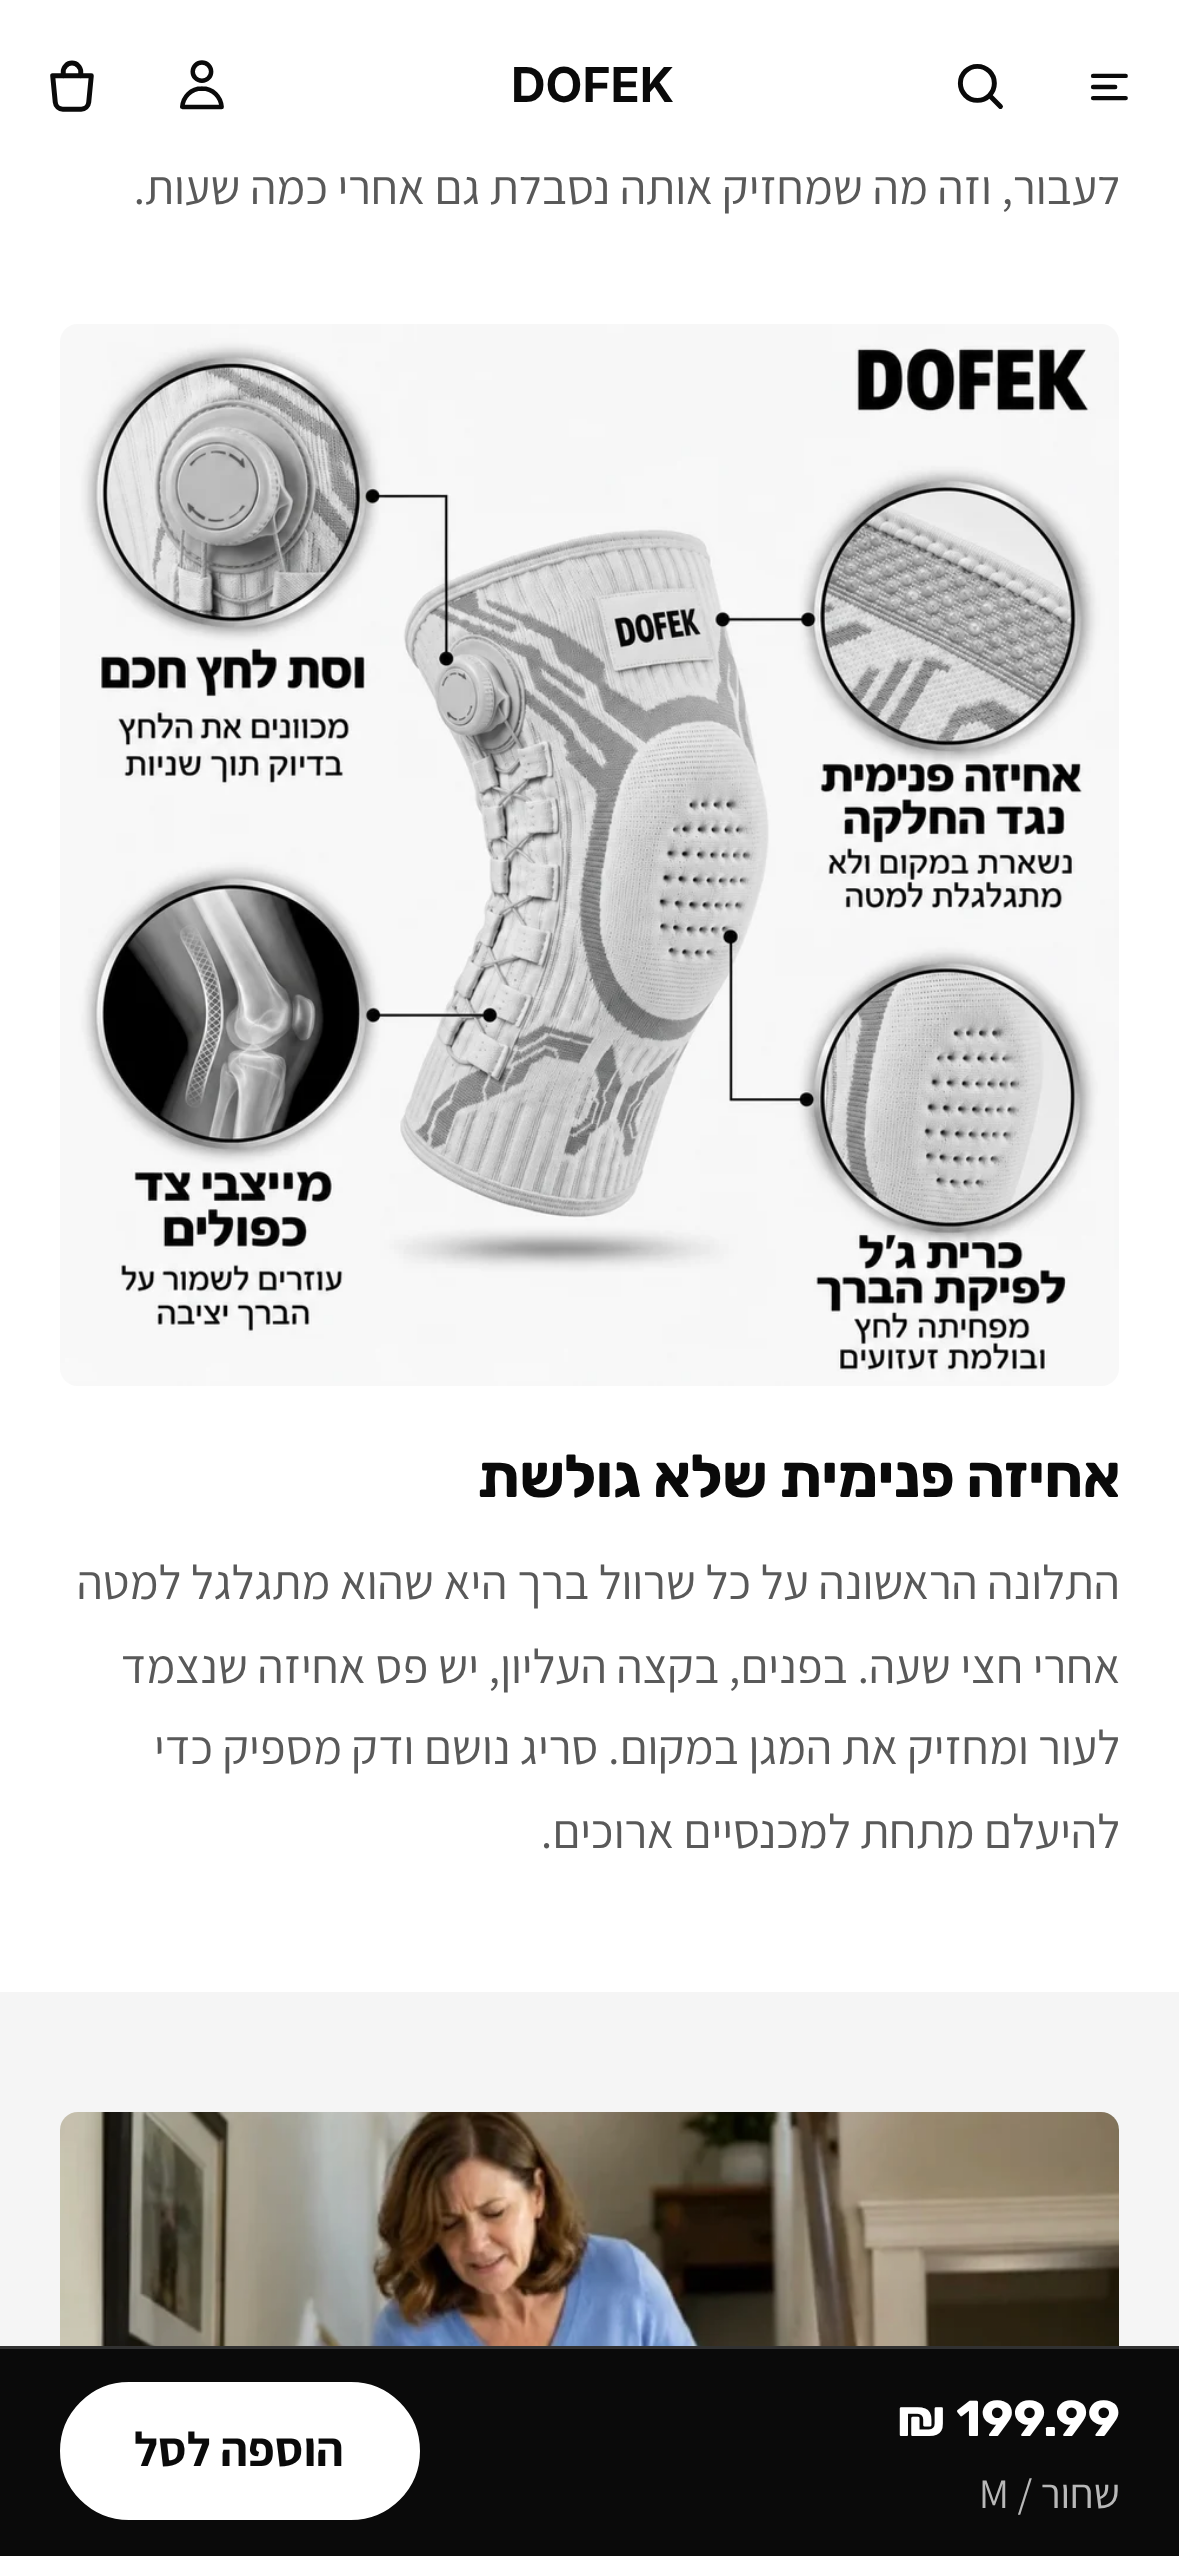 DOFEK
לעבור, וזה מה שמחזיק אותה נסבלת גם אחרי כמה שעות.
DOFEK
DOFEK
וסת לחץ חכם
מכוונים את הלחץ
בדיוק תוך שניות
אחיזה פנימית
נגד החלקה
נשארת במקום ולא
מתגלגלת למטה
מייצבי צד
כפולים
עוזרים לשמור על
הברך יציבה
כרית ג'ל
לפיקת הברך
מפחיתה לחץ
ובולמת זעזועים
אחיזה פנימית שלא גולשת
התלונה הראשונה על כל שרוול ברך היא שהוא מתגלגל למטה
אחרי חצי שעה. בפנים, בקצה העליון, יש פס אחיזה שנצמד
לעור ומחזיק את המגן במקום. סריג נושם ודק מספיק כדי
להיעלם מתחת למכנסיים ארוכים.
199.99 ₪
שחור / M
הוספה לסל